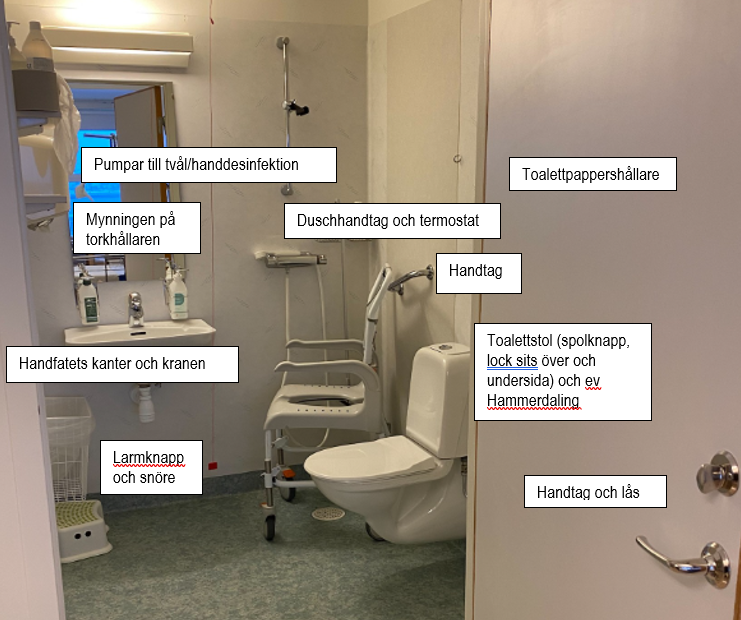 Pumpar till tvål/handdesinfektion
Toalettpappershållare
Mynningen på
torkhållaren
Duschhandtag och termostat
Handtag
Toalettstol (spolknapp,
lock sits över och
undersida) och ev
Hammerdaling
Handfatets kanter och kranen
Larmknapp
och snöre
Handtag och lås